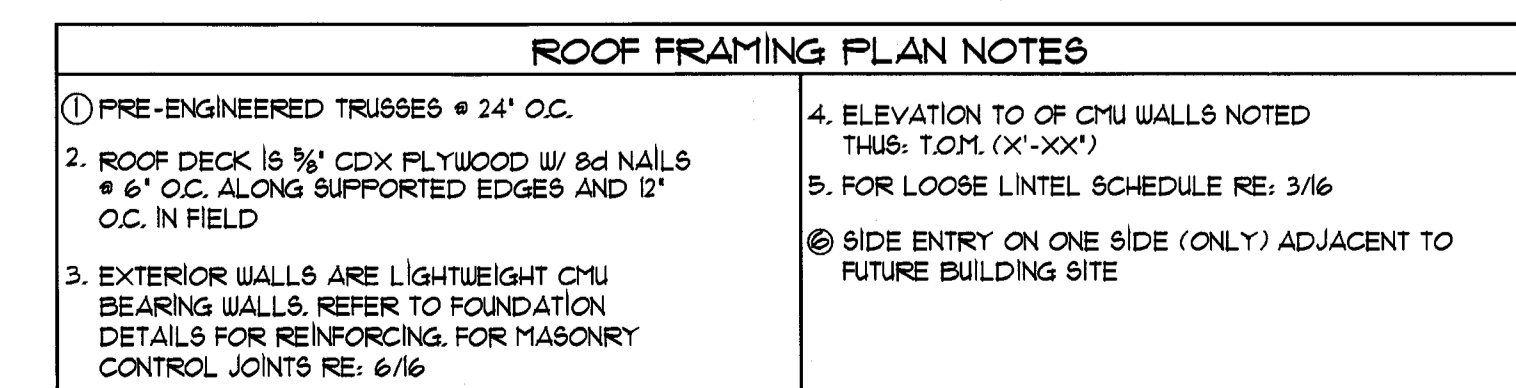 ROOF FRAMING PLAN NOTES
① PRE-ENGINEERED TRUSSES @ 24" O.C.
2. ROOF DECK IS ⅝" CDX PLYWOOD W/ 8d NAILS
@ 6" O.C. ALONG SUPPORTED EDGES AND 12"
O.C. IN FIELD
3. EXTERIOR WALLS ARE LIGHTWEIGHT CMU
BEARING WALLS. REFER TO FOUNDATION
DETAILS FOR REINFORCING. FOR MASONRY
CONTROL JOINTS RE: 6/16
4. ELEVATION TO OF CMU WALLS NOTED
THUS: T.O.M. (X'-XX")
5. FOR LOOSE LINTEL SCHEDULE RE: 3/16
⑥ SIDE ENTRY ON ONE SIDE (ONLY) ADJACENT TO
FUTURE BUILDING SITE